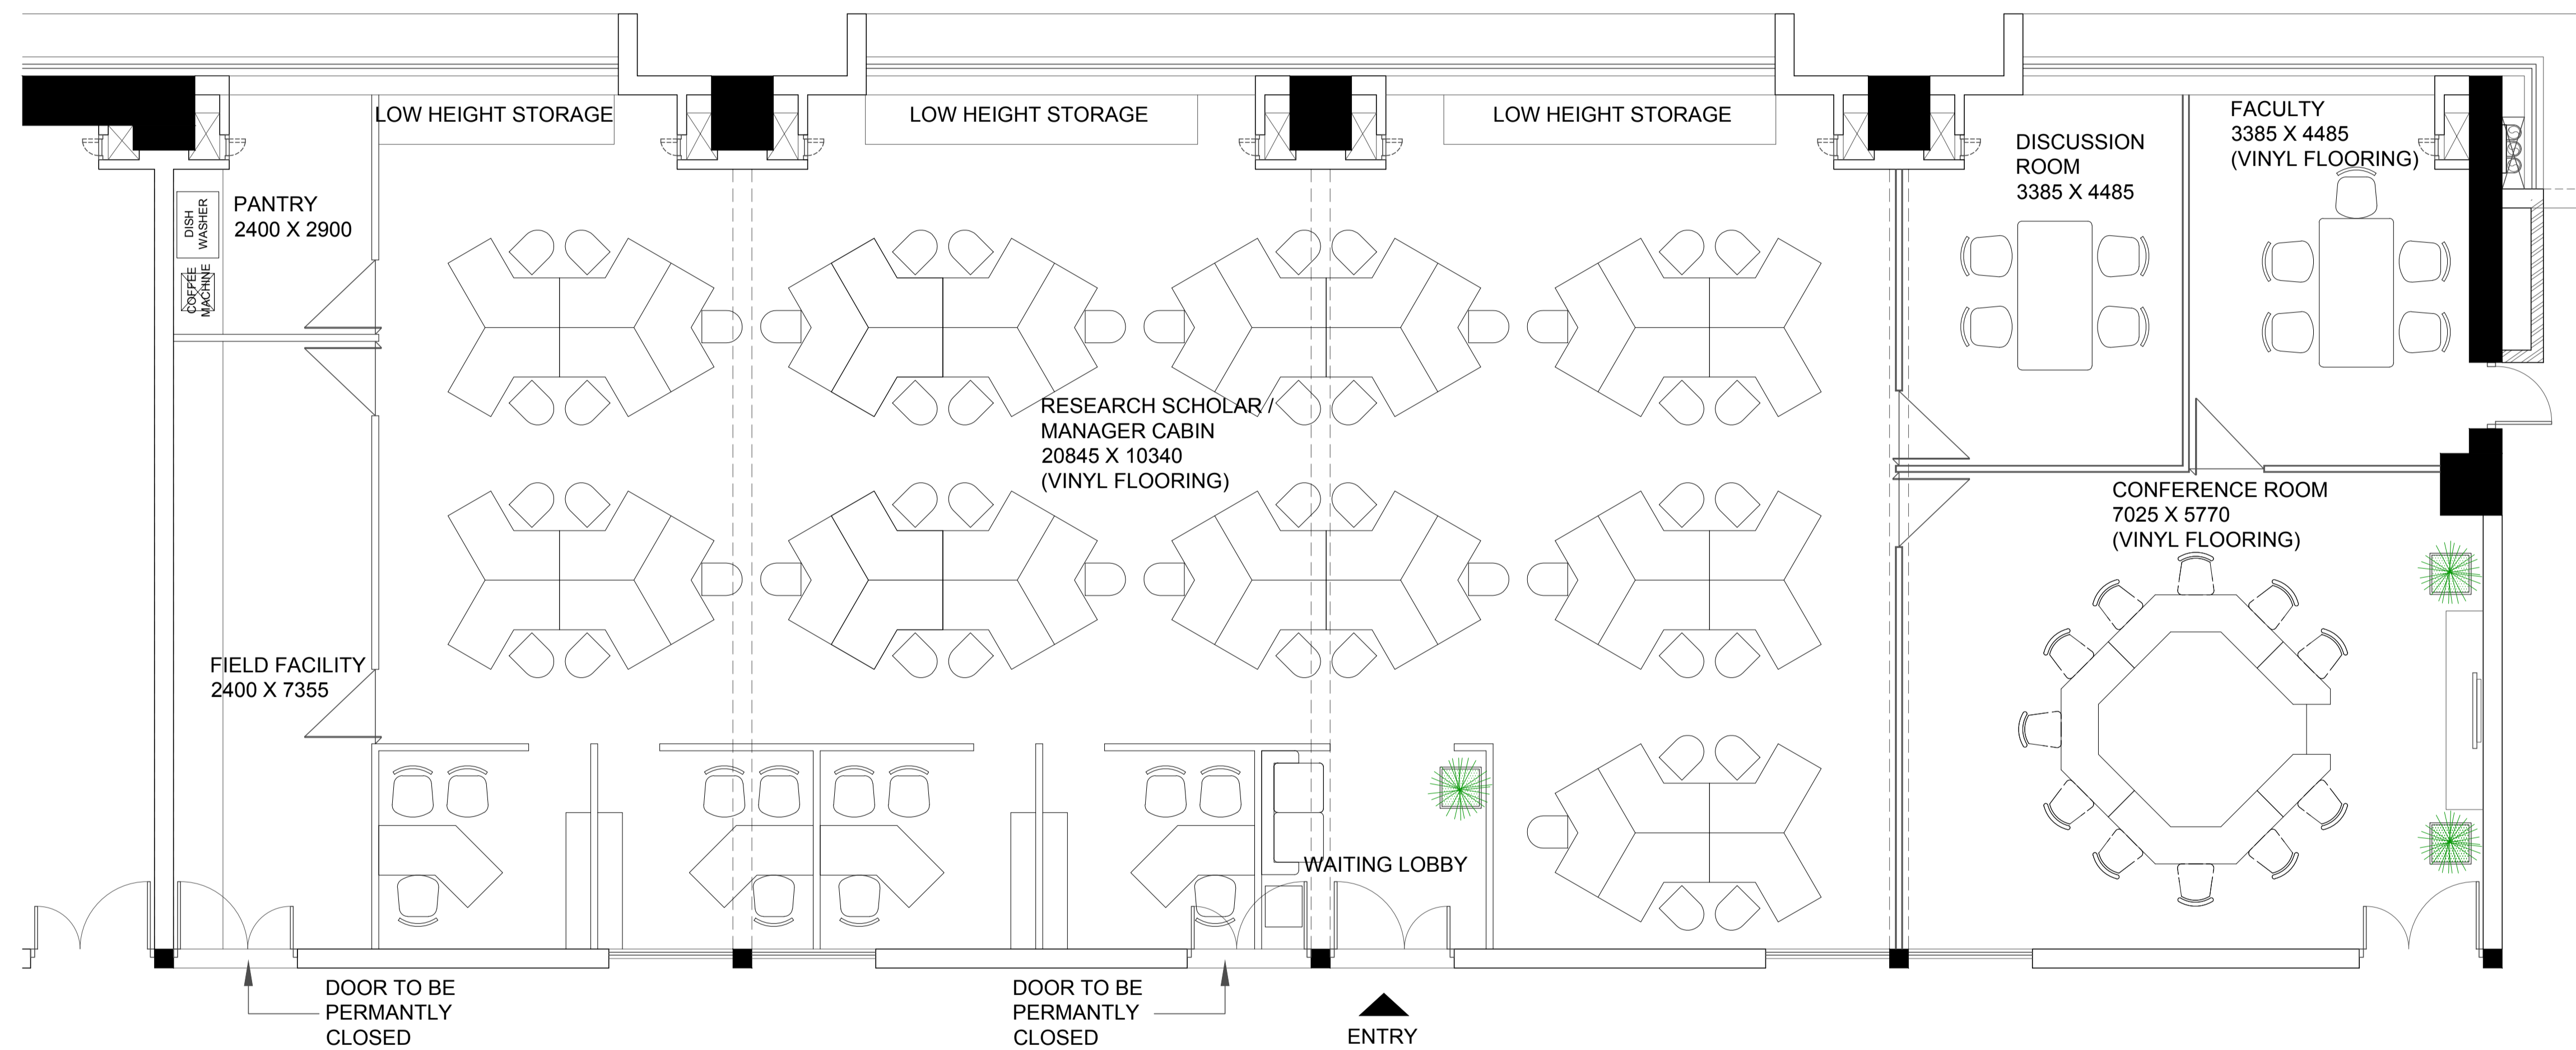 LOW HEIGHT STORAGE
LOW HEIGHT STORAGE
LOW HEIGHT STORAGE
FACULTY
3385 X 4485
(VINYL FLOORING)
DISCUSSION
ROOM
3385 X 4485
DISH
WASHER
PANTRY
2400 X 2900
COFFEE
MACHINE
RESEARCH SCHOLAR /
MANAGER CABIN
20845 X 10340
(VINYL FLOORING)
CONFERENCE ROOM
7025 X 5770
(VINYL FLOORING)
FIELD FACILITY
2400 X 7355
WAITING LOBBY
DOOR TO BE
PERMANTLY
CLOSED
DOOR TO BE
PERMANTLY
CLOSED
ENTRY